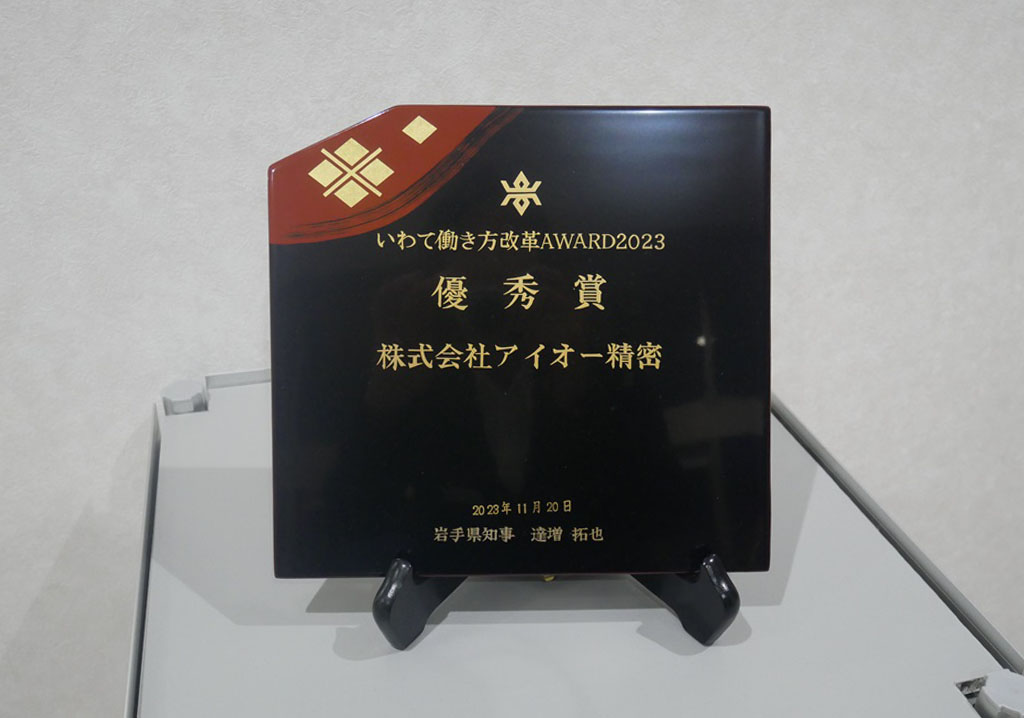 いわて働き方改革AWARD2023
優秀賞
株式会社アイオー精密
2023年11月20日
岩手県知事 達増 拓也